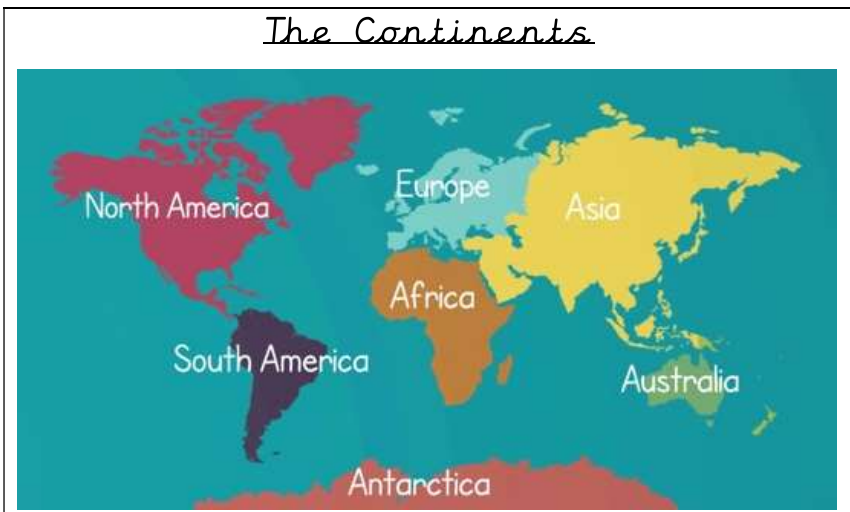 The Continents
Europe
North America
Asia
Africa
South America
Australia
Antarctica